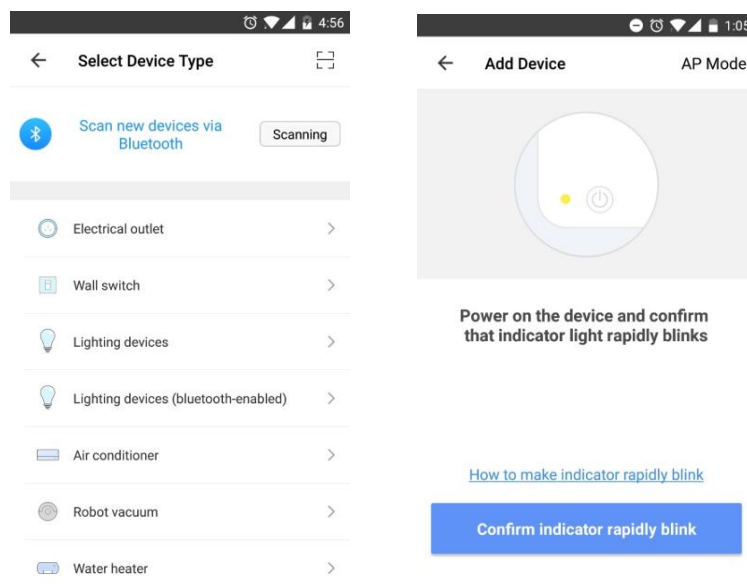 4:56
Select Device Type
Scan new devices via
Bluetooth
Scanning
Electrical outlet
Wall switch
Lighting devices
Lighting devices (bluetooth-enabled)
Air conditioner
Robot vacuum
Water heater
1:05
Add Device
AP Mode
Power on the device and confirm
that indicator light rapidly blinks
How to make indicator rapidly blink
Confirm indicator rapidly blink